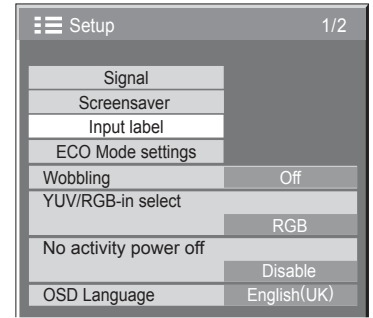 Setup 1/2
Signal
Screensaver
Input label
ECO Mode settings
Wobbling Off
YUV/RGB-in select
RGB
No activity power off
Disable
OSD Language English(UK)